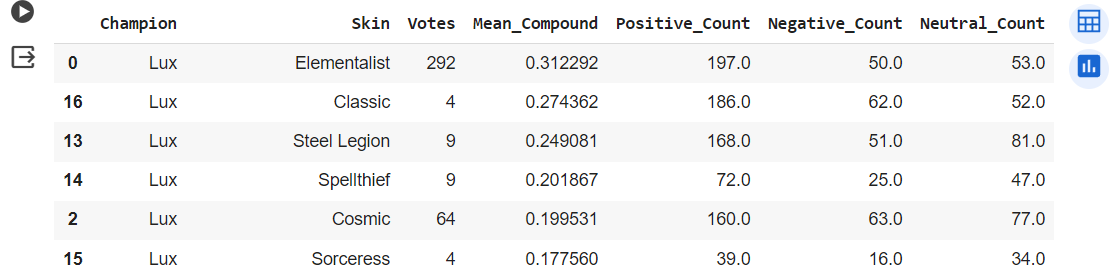 Champion Skin Votes Mean_Compound Positive_Count Negative_Count Neutral_Count
0 Lux Elementalist 292 0.312292 197.0 50.0 53.0
16 Lux Classic 4 0.274362 186.0 62.0 52.0
13 Lux Steel Legion 9 0.249081 168.0 51.0 81.0
14 Lux Spellthief 9 0.201867 72.0 25.0 47.0
2 Lux Cosmic 64 0.199531 160.0 63.0 77.0
15 Lux Sorceress 4 0.177560 39.0 16.0 34.0